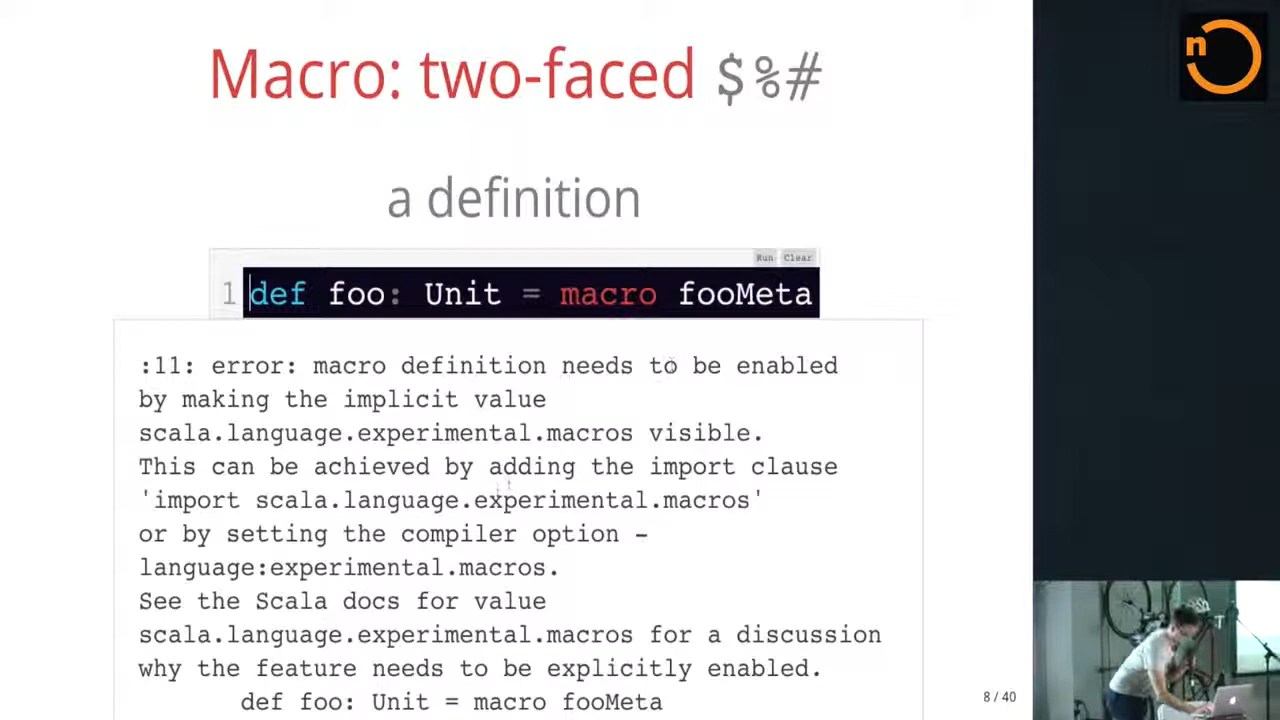 Macro: two-faced $%#
a definition
Run Clear
1 def foo: Unit = macro fooMeta
:11: error: macro definition needs to be enabled
by making the implicit value
scala.language.experimental.macros visible.
This can be achieved by adding the import clause
'import scala.language.experimental.macros'
or by setting the compiler option -
language:experimental.macros.
See the Scala docs for value
scala.language.experimental.macros for a discussion
why the feature needs to be explicitly enabled.
def foo: Unit = macro fooMeta
8 / 40
n